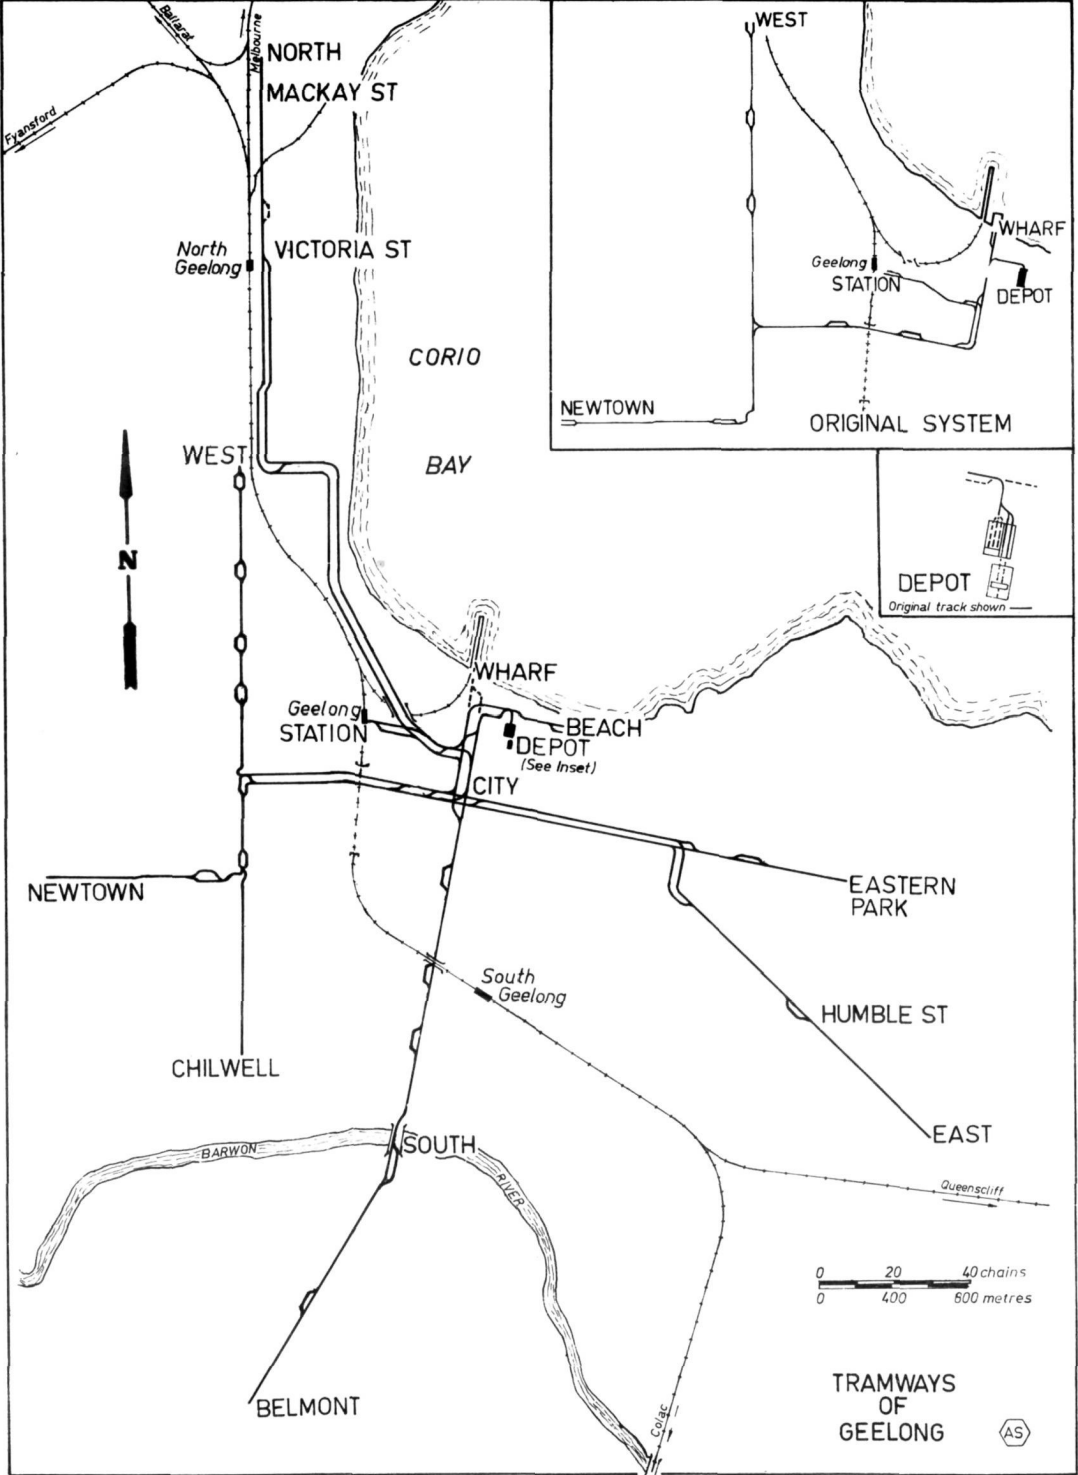 Ballarat
Melbourne
NORTH
MACKAY ST
Fyansford
North
Geelong
VICTORIA ST
CORIO
BAY
WEST
N
WHARF
Geelong
STATION
BEACH
DEPOT
(See Inset)
CITY
NEWTOWN
EASTERN
PARK
South
Geelong
HUMBLE ST
CHILWELL
EAST
SOUTH
BARWON
RIVER
Queenscliff
BELMONT
Colac
WEST
WHARF
Geelong
STATION
DEPOT
NEWTOWN
ORIGINAL SYSTEM
DEPOT
Original track shown
0 20 40 chains
0 400 600 metres
TRAMWAYS
OF
GEELONG
AS